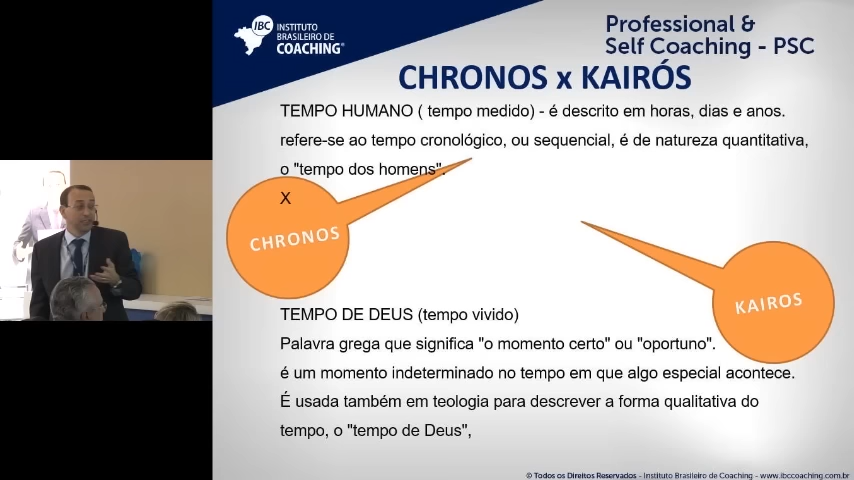 IBC
INSTITUTO
BRASILEIRO DE
COACHING
Professional &
Self Coaching - PSC
CHRONOS x KAIRÓS
TEMPO HUMANO ( tempo medido) - é descrito em horas, dias e anos.
refere-se ao tempo cronológico, ou sequencial, é de natureza quantitativa,
o "tempo dos homens".
X
CHRONOS
KAIROS
TEMPO DE DEUS (tempo vivido)
Palavra grega que significa "o momento certo" ou "oportuno".
é um momento indeterminado no tempo em que algo especial acontece.
É usada também em teologia para descrever a forma qualitativa do
tempo, o "tempo de Deus",
© Todos os Direitos Reservados - Instituto Brasileiro de Coaching - www.ibccoaching.com.br